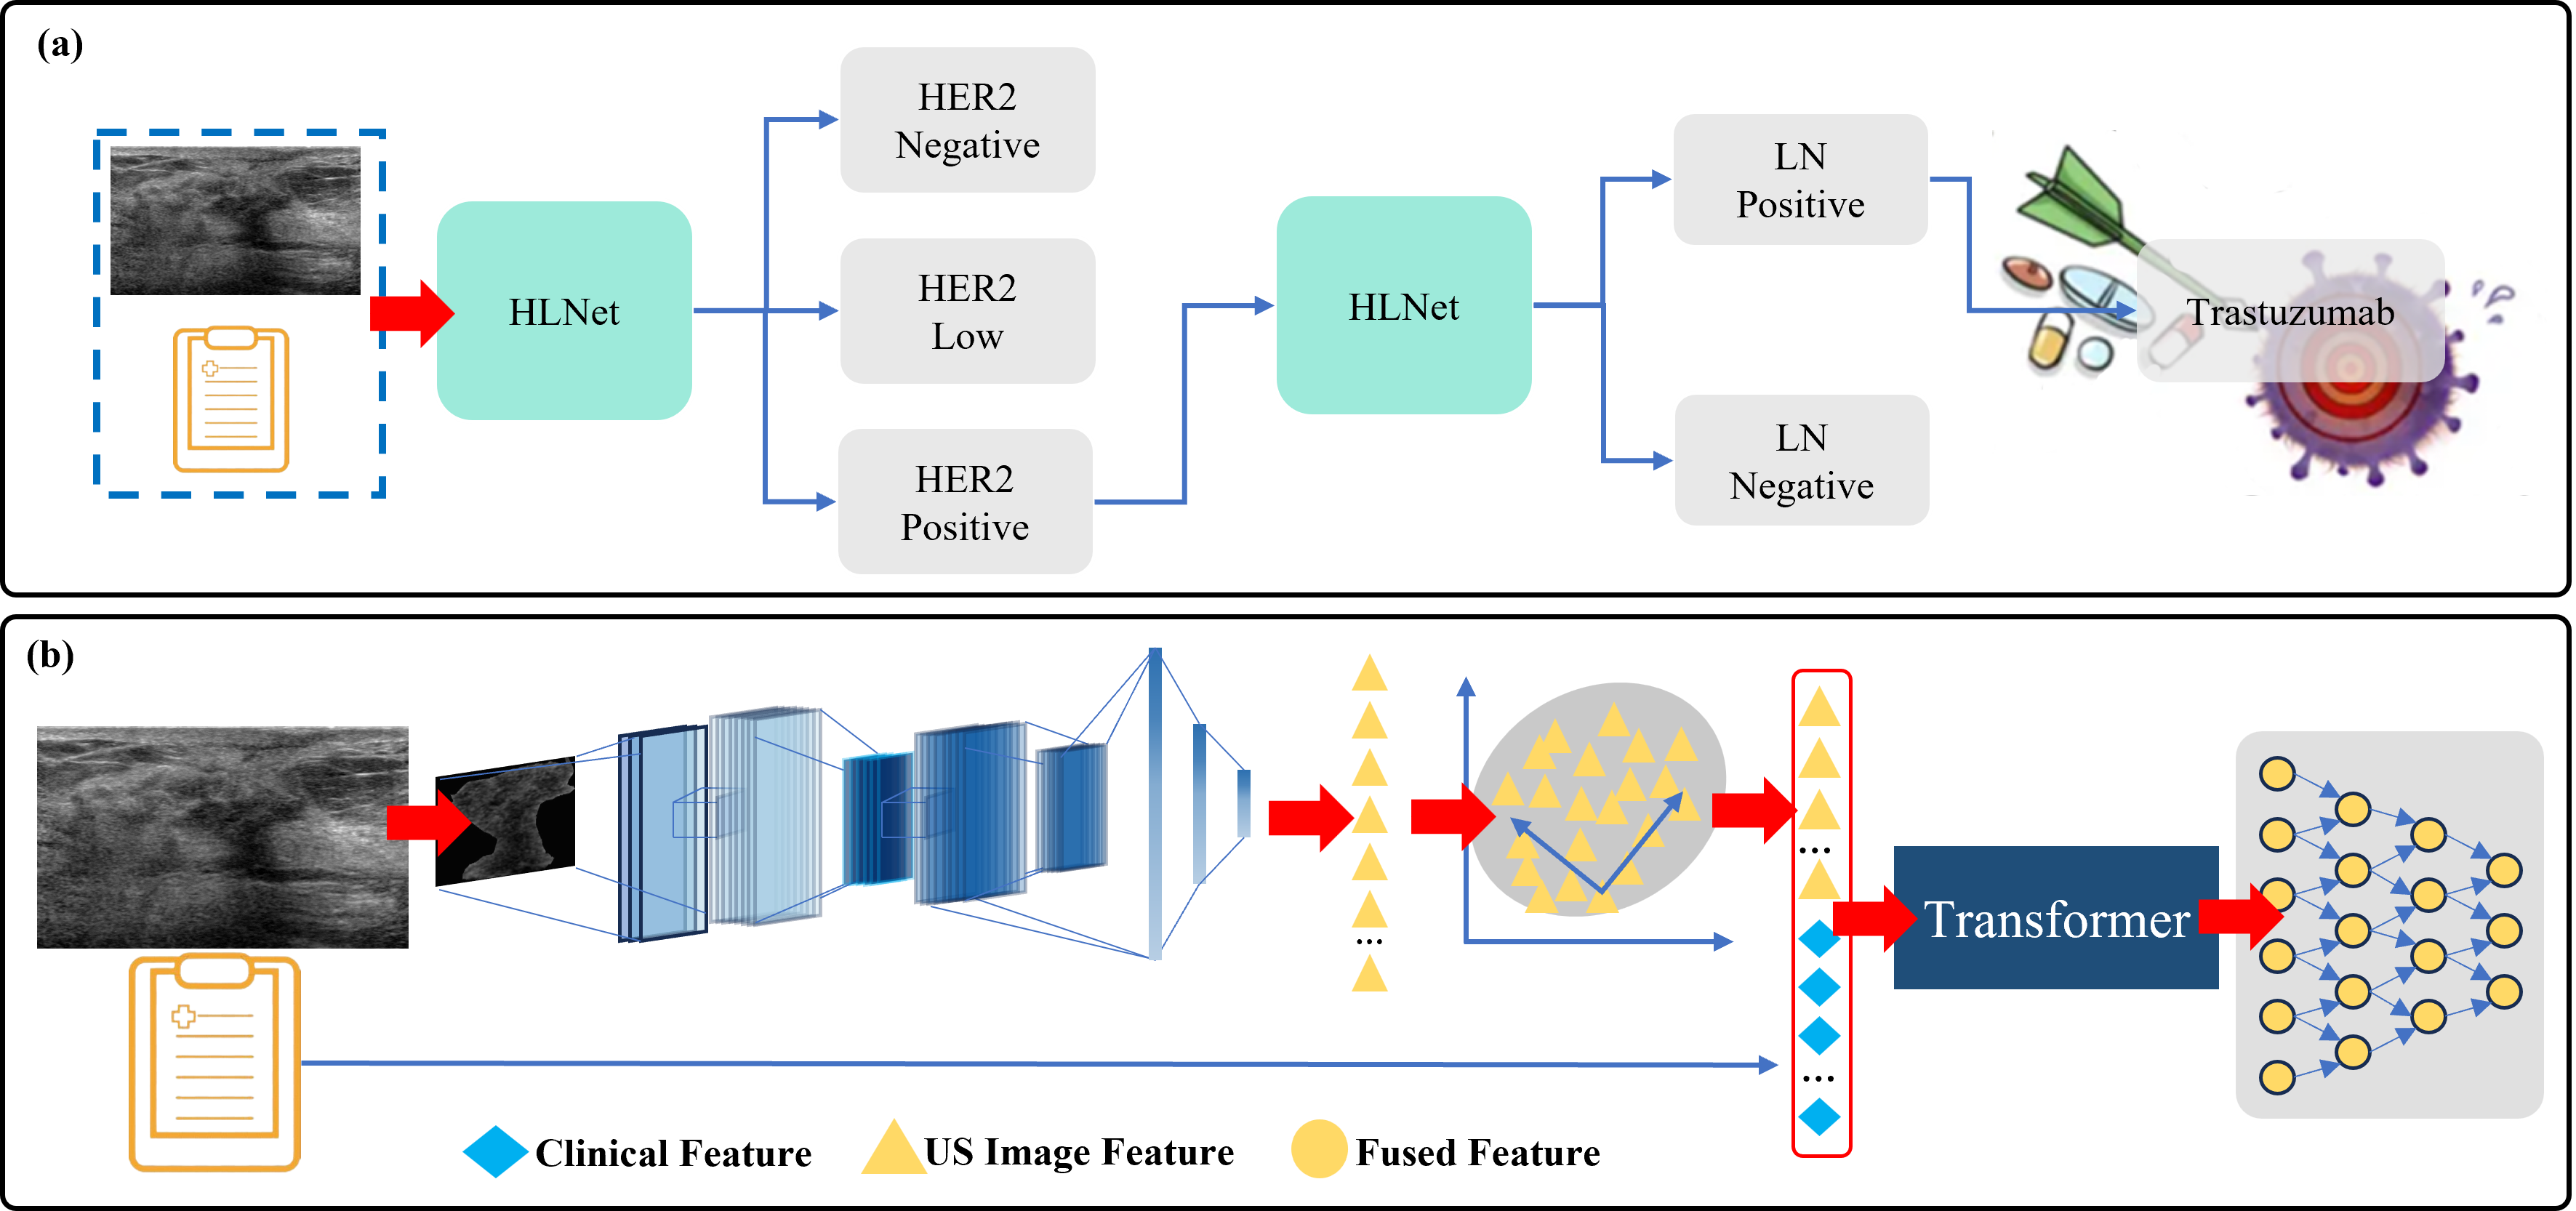 (a)
HER2
Negative
HLNet
HER2
Low
HER2
Positive
HLNet
LN
Positive
LN
Negative
Trastuzumab
(b)
...
...
...
Transformer
Clinical Feature
US Image Feature
Fused Feature